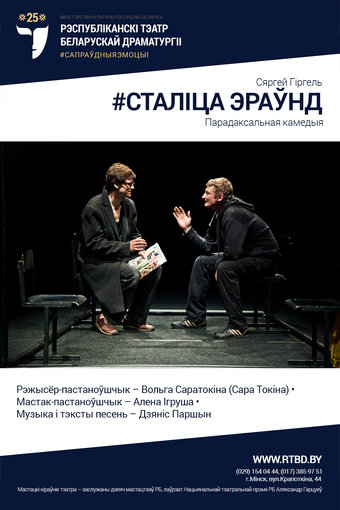 25
МІНІСТЭРСТВА КУЛЬТУРЫ РЭСПУБЛІКІ БЕЛАРУСЬ
РЭСПУБЛІКАНСКІ ТЭАТР
БЕЛАРУСКАЙ ДРАМАТУРГІІ
#САПРАЎДНЫЯЭМОЦЫІ
Сяргей Гіргель
#СТАЛІЦА ЭРАЎНД
Парадаксальная камедыя
Рэжысёр-пастаноўшчык – Вольга Саратокіна (Сара Токіна) •
Мастак-пастаноўшчык – Алена Ігруша •
Музыка і тэксты песень – Дзяніс Паршын
WWW.RTBD.BY
(029) 154 04 44, (017) 385 97 51
г.Мінск, вул.Крапоткіна, 44
Мастацкі кіраўнік тэатра – заслужаны дзеяч мастацтваў РБ, лаўрэат Нацыянальнай тэатральнай прэміі РБ Аляксандр Гарцуеў